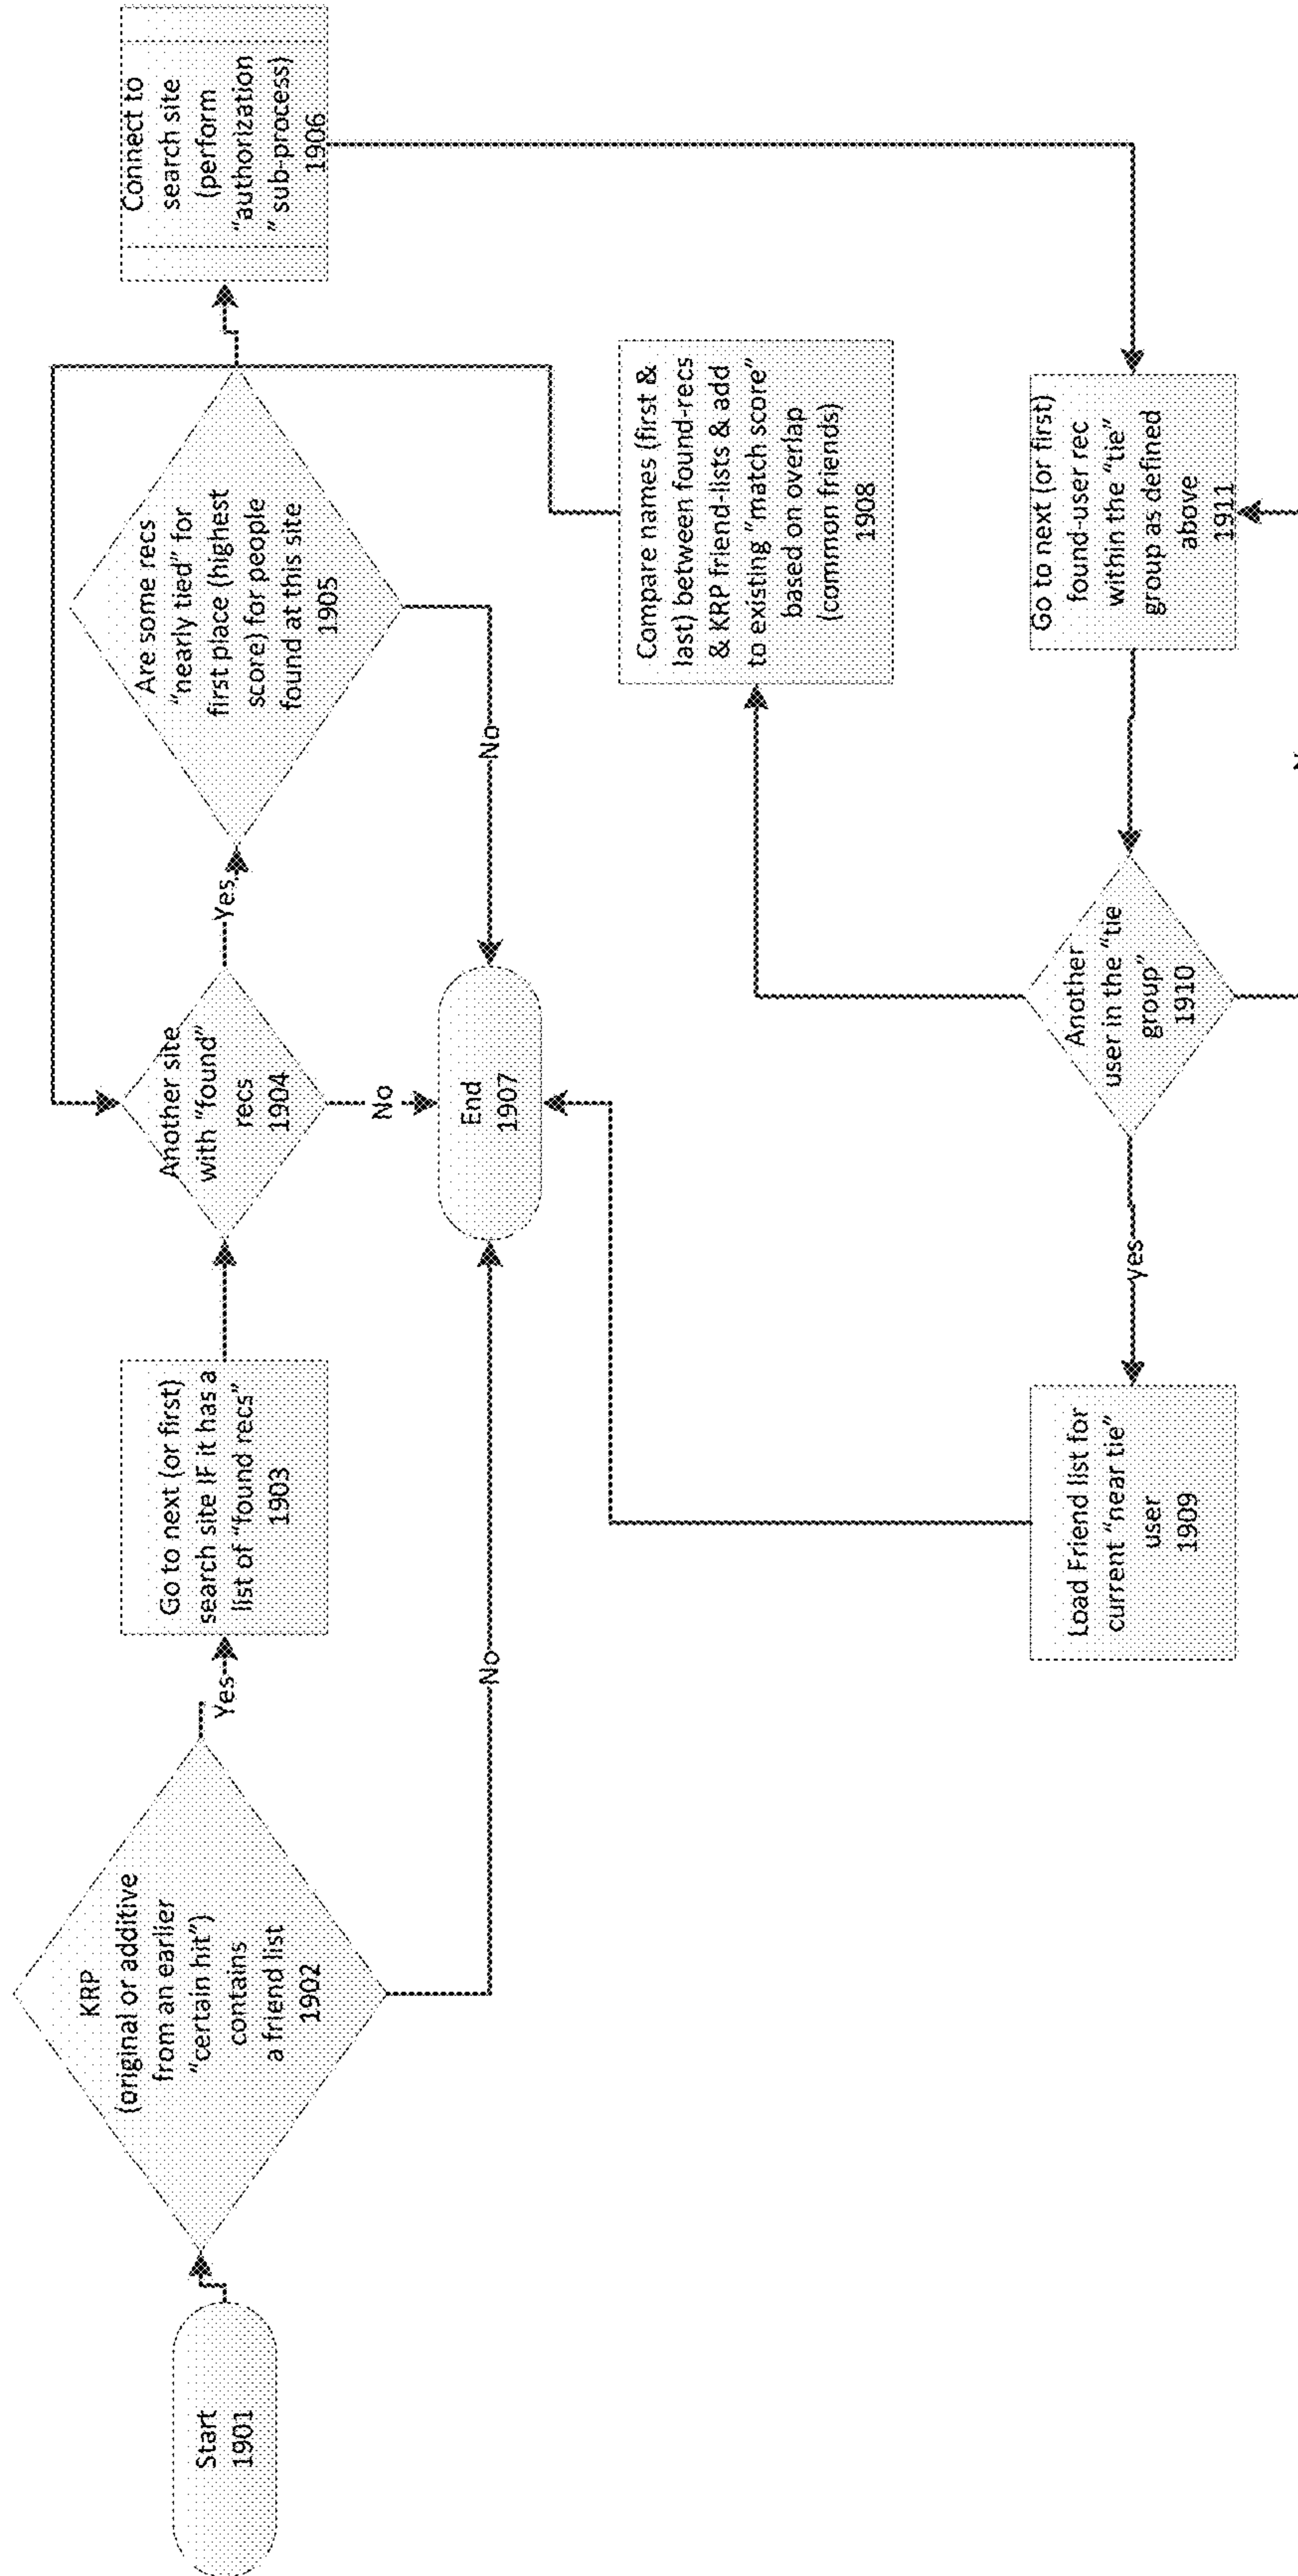 Start
1901
KRP
(original or additive
from an earlier
"certain hit")
contains
a friend list
1902
Yes
No
Go to next (or first)
search site IF it has a
list of "found recs"
1903
Another site
with "found"
recs
1904
Yes
No
Are some recs
"nearly tied" for
first place (highest
score) for people
found at this site
1905
No
Connect to
search site
(perform
"authorization
" sub-process)
1906
End
1907
Compare names (first &
last) between found-recs
& KRP friend-lists & add
to existing "match score"
based on overlap
(common friends)
1908
Load Friend list for
current "near tie"
user
1909
yes
Another
user in the "tie
group"
1910
Go to next (or first)
found-user rec
within the "tie"
group as defined
above
1911